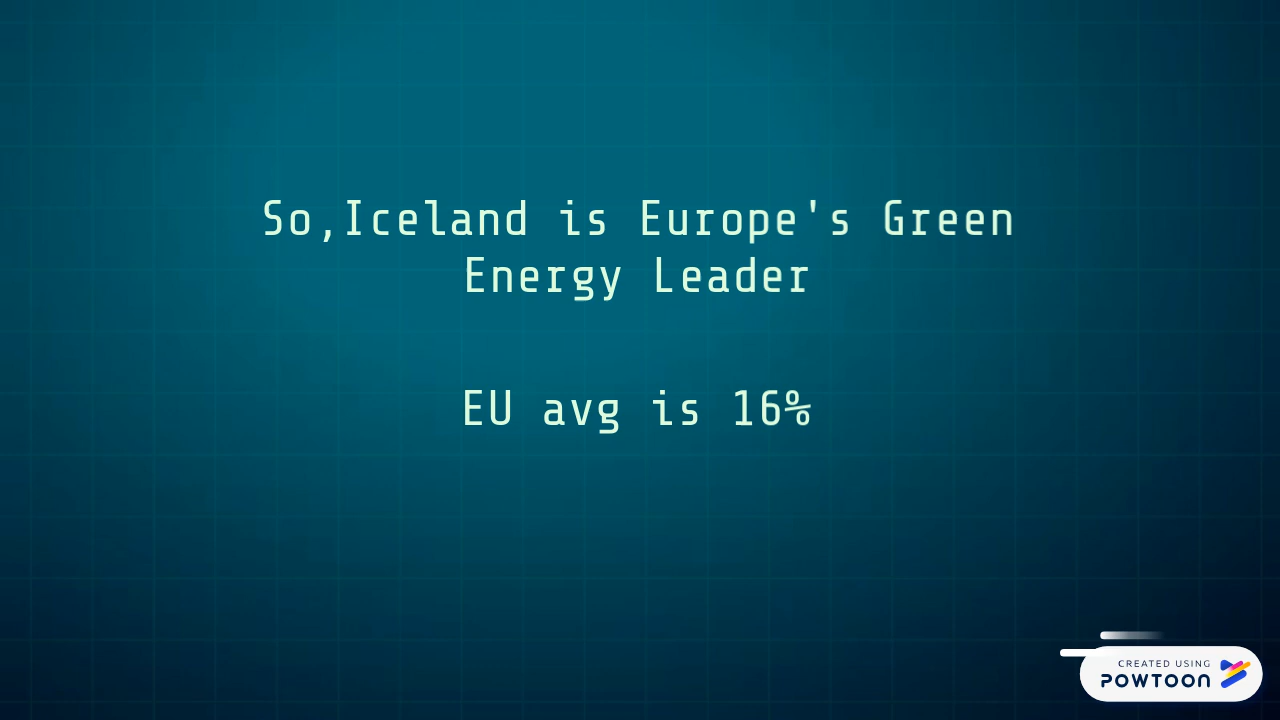 So,Iceland is Europe's Green
Energy Leader
EU avg is 16%
CREATED USING
POWTOON